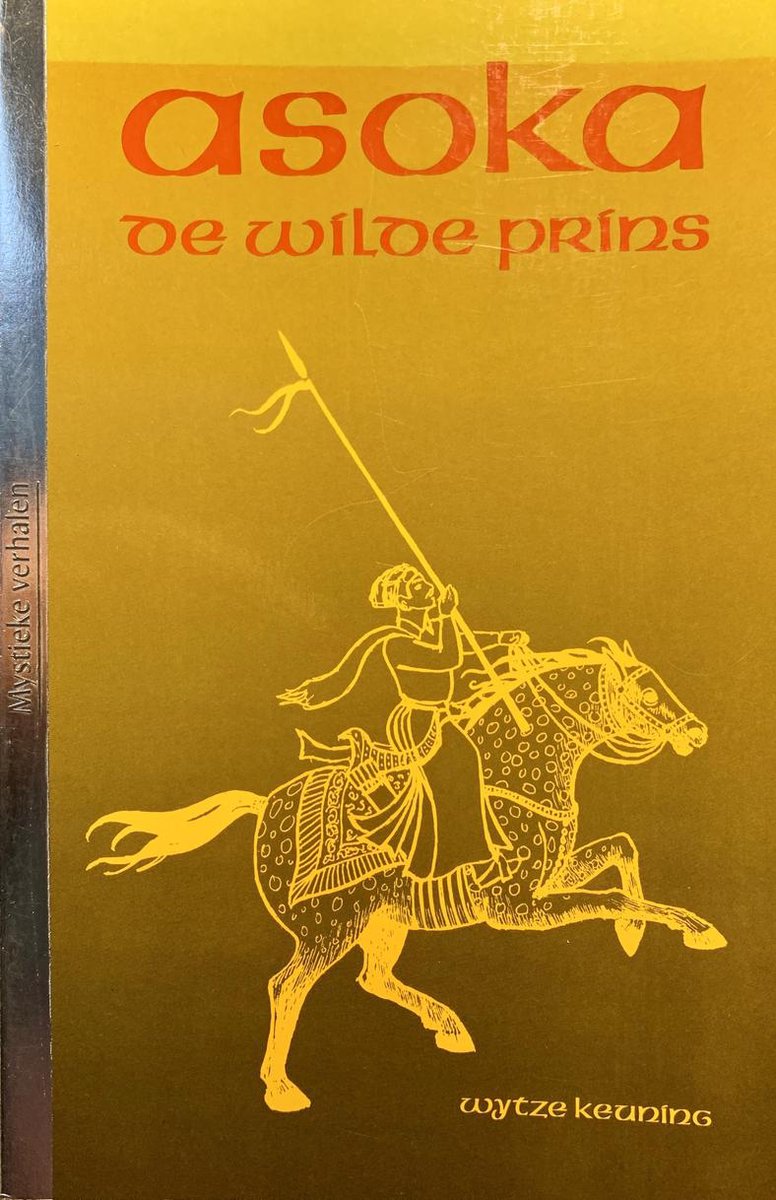 asoka
de wilde prins
Mystieke verhalen
wytze keuning